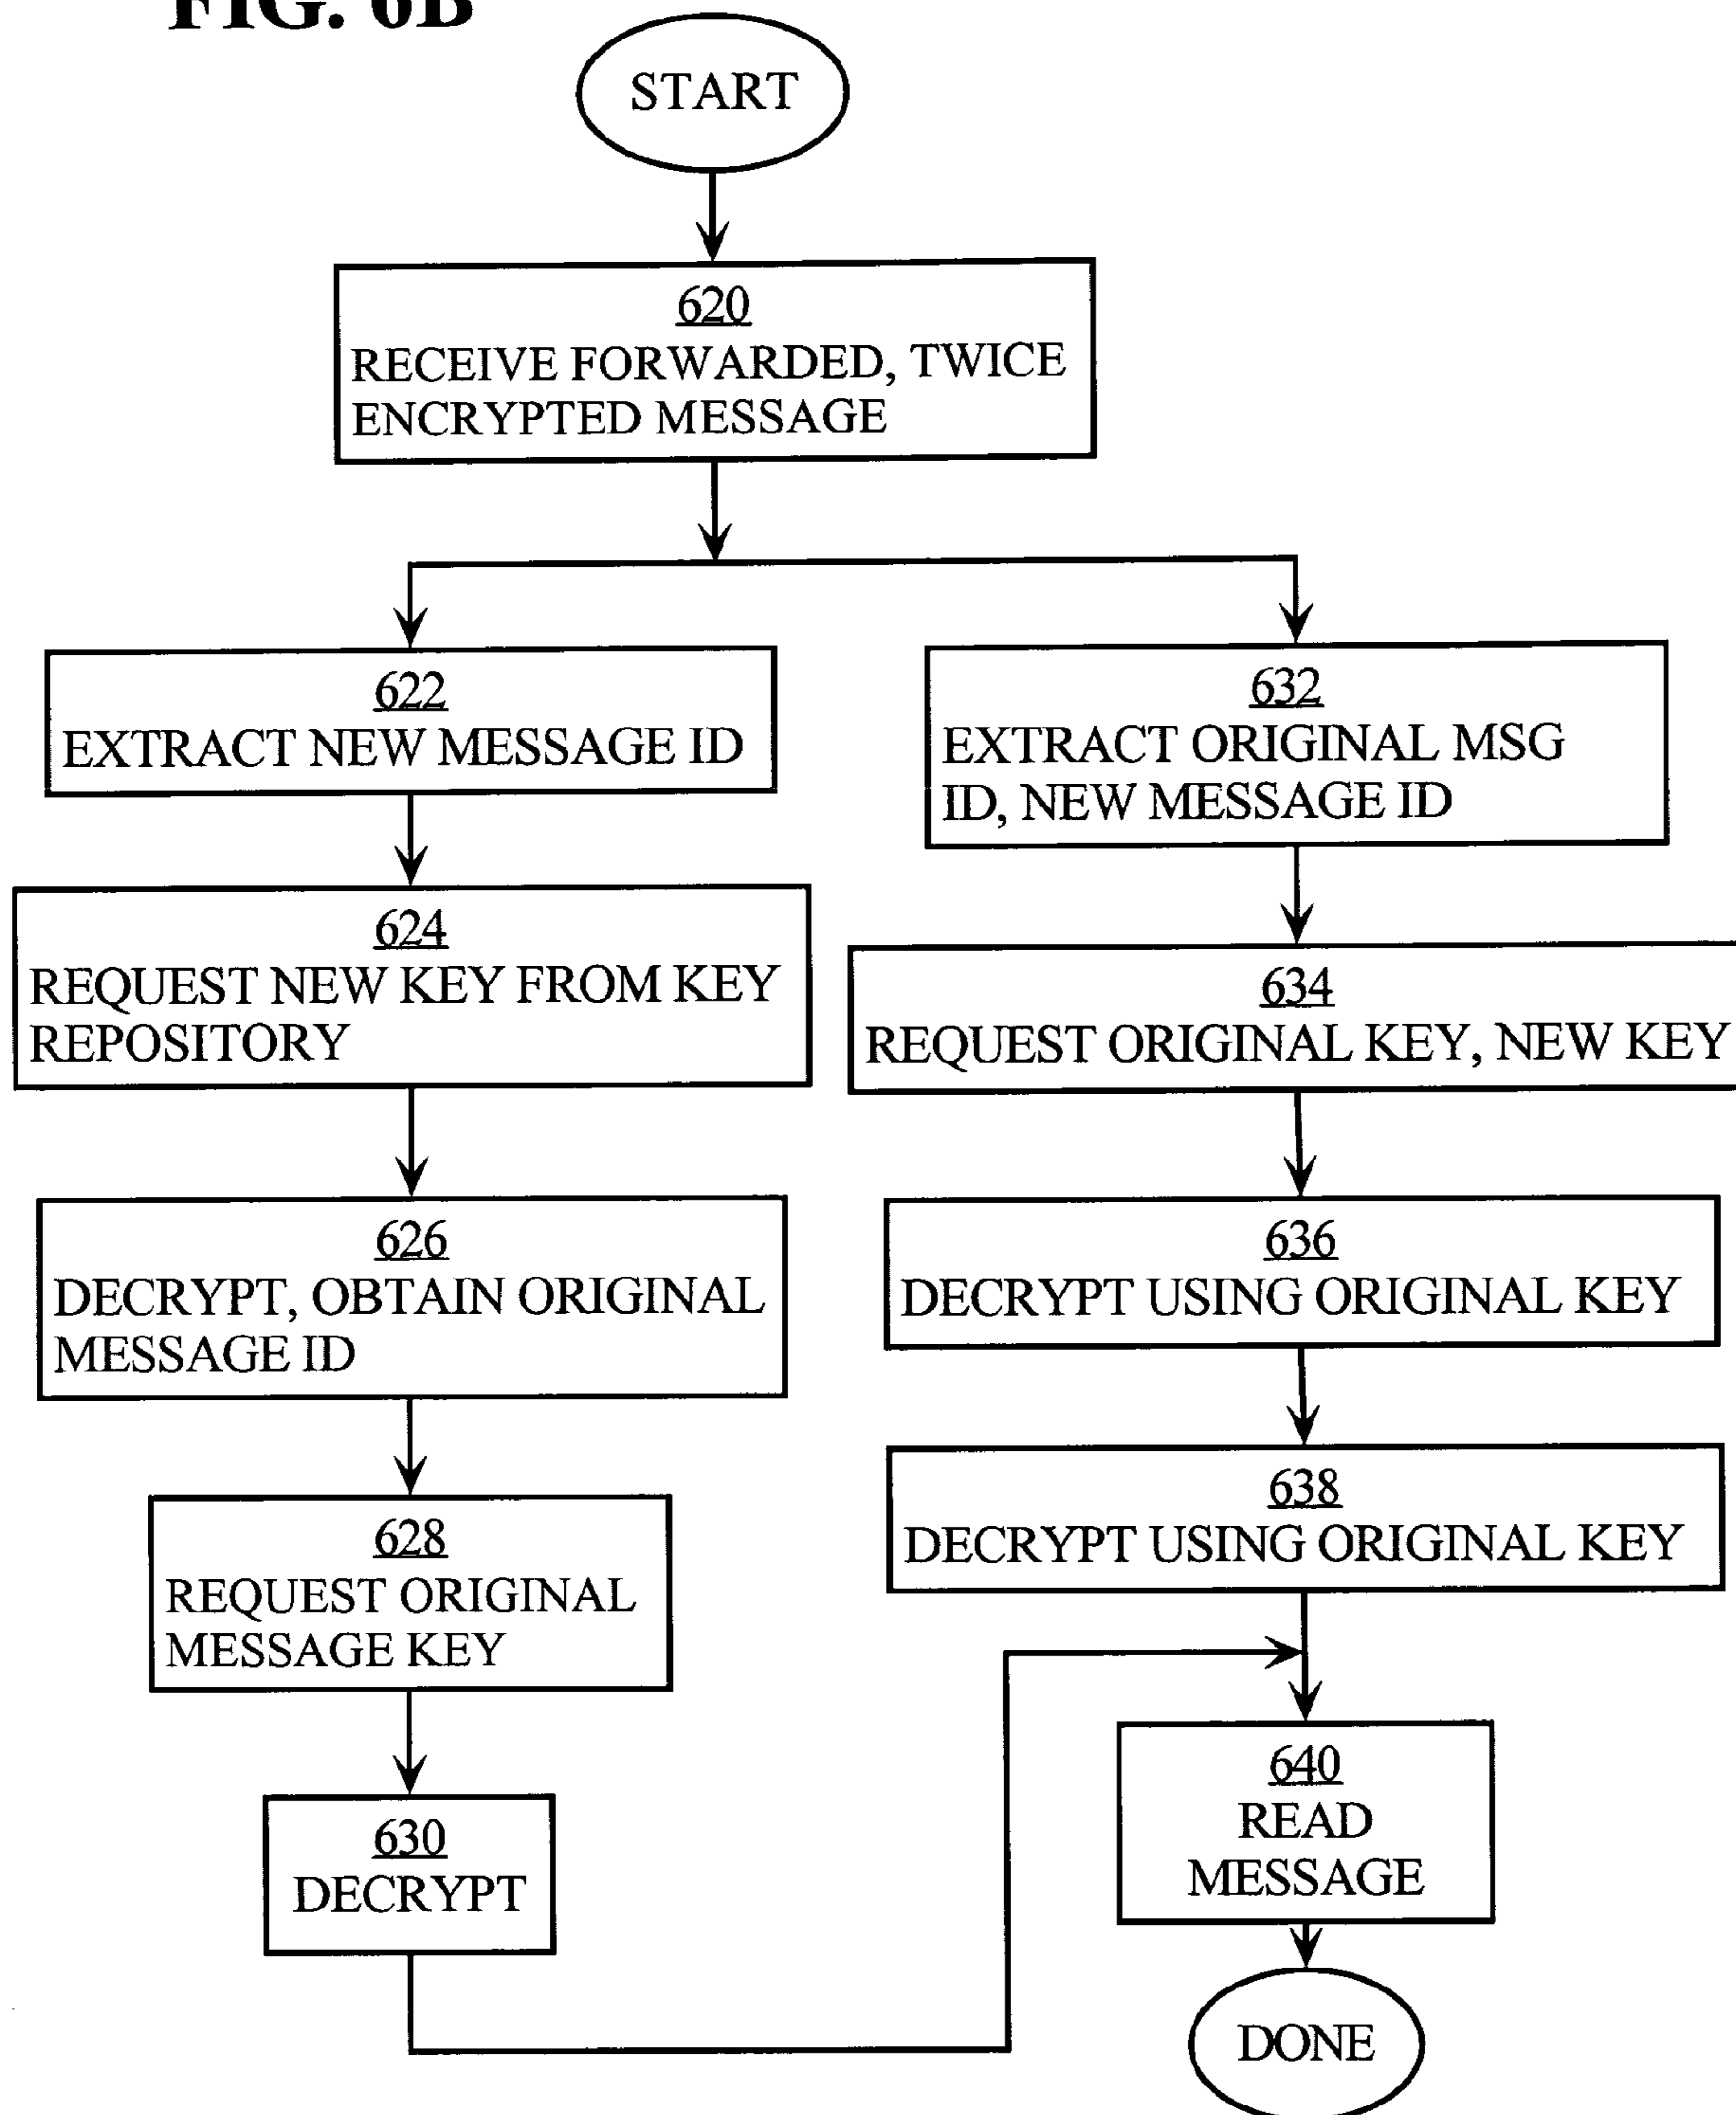 FIG. 6B
START
620
RECEIVE FORWARDED, TWICE
ENCRYPTED MESSAGE
622
EXTRACT NEW MESSAGE ID
624
REQUEST NEW KEY FROM KEY
REPOSITORY
626
DECRYPT, OBTAIN ORIGINAL
MESSAGE ID
628
REQUEST ORIGINAL
MESSAGE KEY
630
DECRYPT
632
EXTRACT ORIGINAL MSG
ID, NEW MESSAGE ID
634
REQUEST ORIGINAL KEY, NEW KEY
636
DECRYPT USING ORIGINAL KEY
638
DECRYPT USING ORIGINAL KEY
640
READ
MESSAGE
DONE